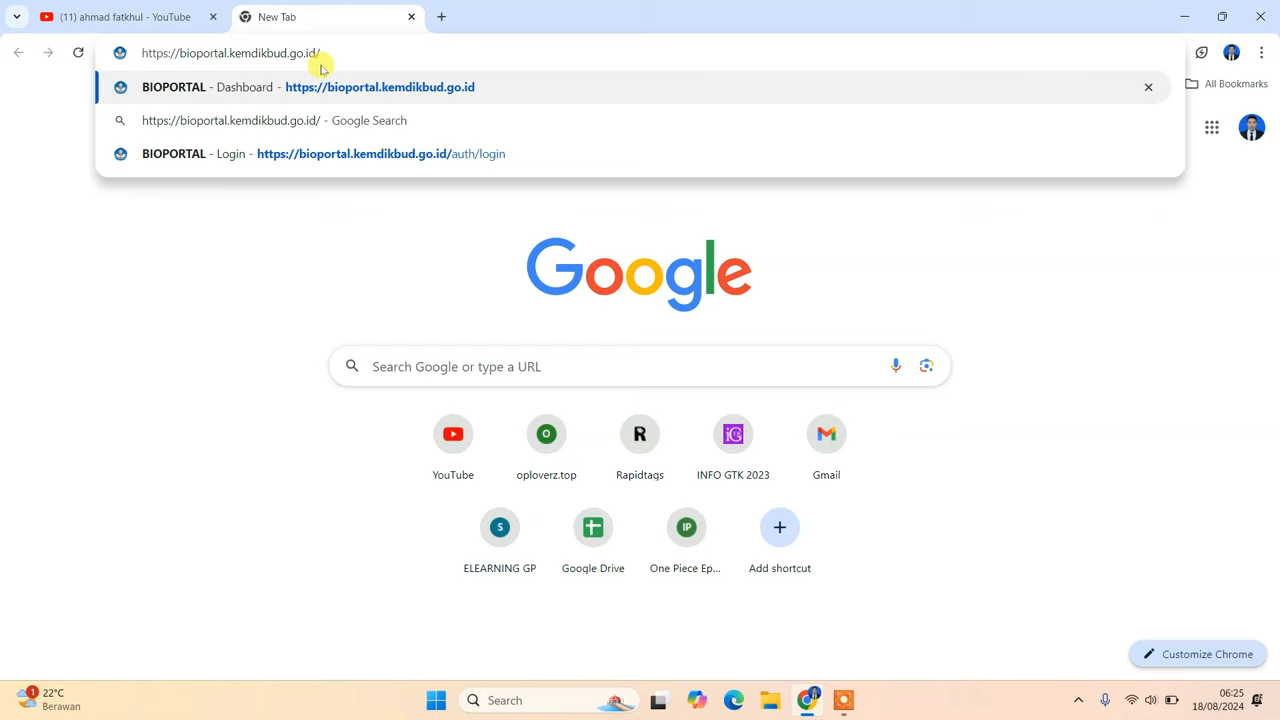 (11) ahmad fatkhul - YouTube
New Tab
https://bioportal.kemdikbud.go.id/
BIOPORTAL - Dashboard - https://bioportal.kemdikbud.go.id
All Bookmarks
https://bioportal.kemdikbud.go.id/ - Google Search
BIOPORTAL - Login - https://bioportal.kemdikbud.go.id/auth/login
Google
Search Google or type a URL
O
R
iG
YouTube
oploverz.top
Rapidtags
INFO GTK 2023
Gmail
S
IP
ELEARNING GP
Google Drive
One Piece Ep...
Add shortcut
Customize Chrome
1
22°C
Berawan
Search
06:25
18/08/2024